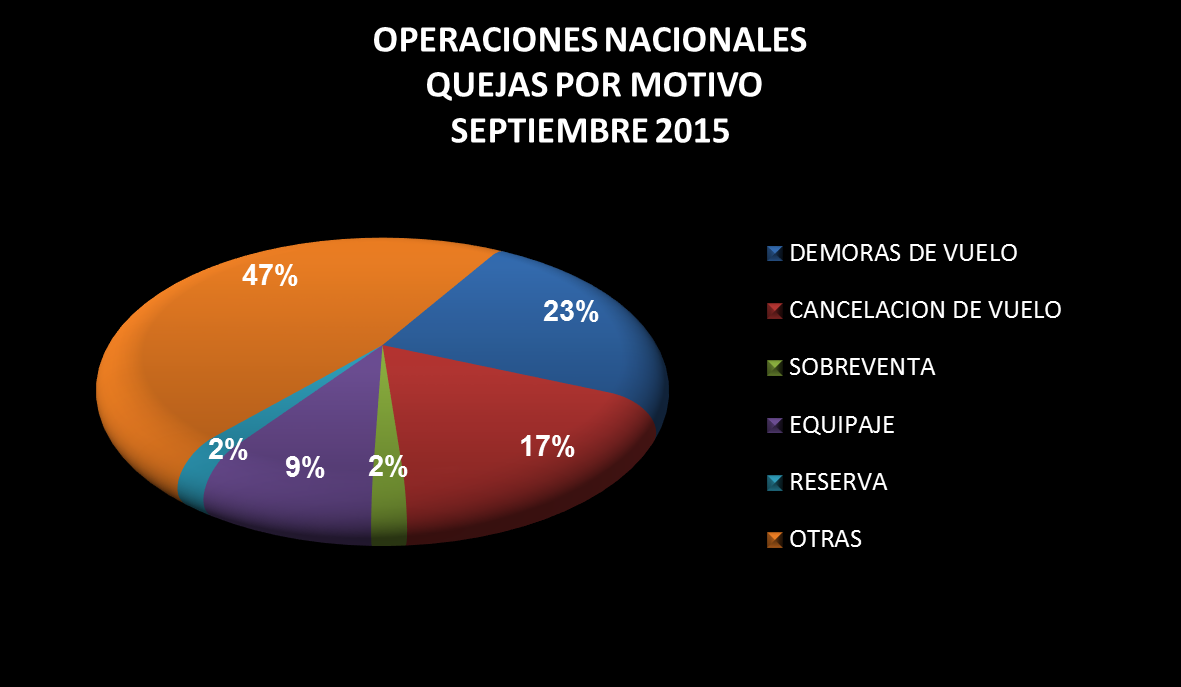 OPERACIONES NACIONALES
QUEJAS POR MOTIVO
SEPTIEMBRE 2015
47%
23%
17%
2%
9%
2%
DEMORAS DE VUELO
CANCELACION DE VUELO
SOBREVENTA
EQUIPAJE
RESERVA
OTRAS